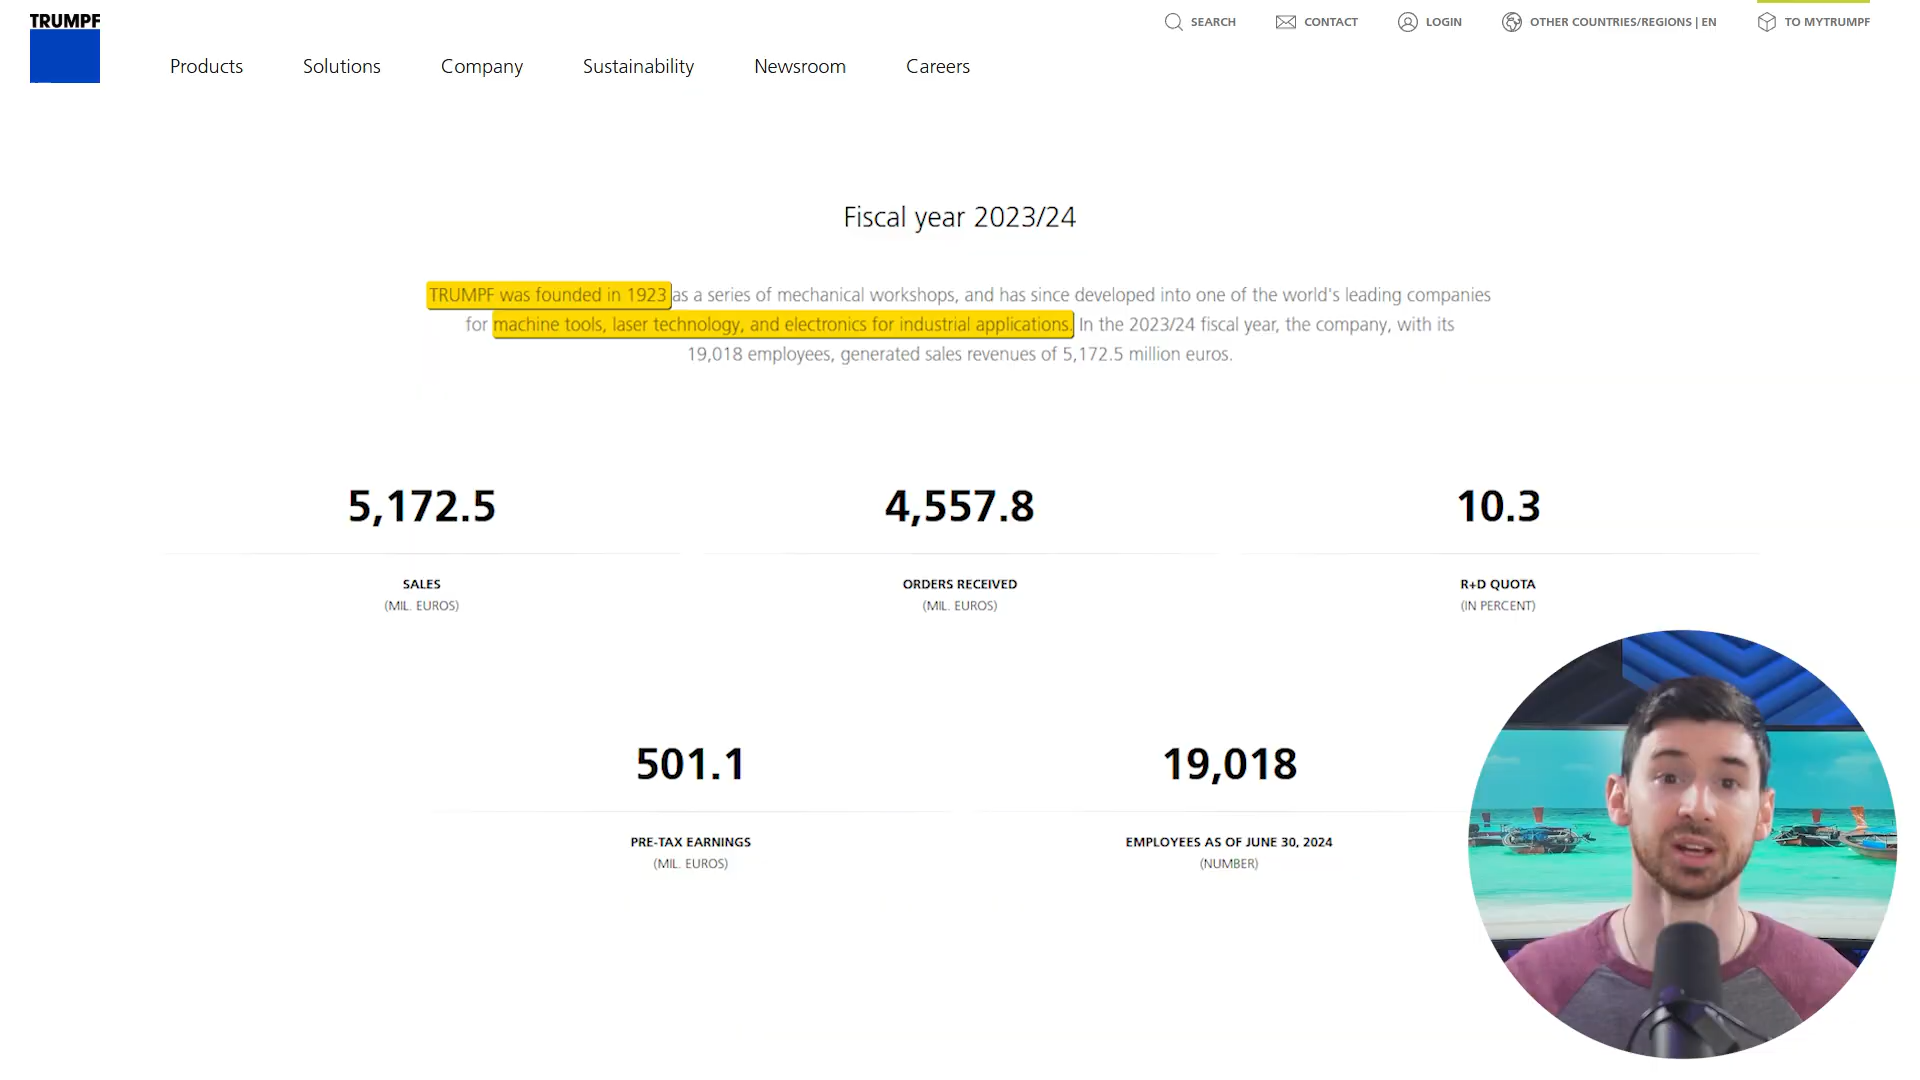 TRUMPF
SEARCH
CONTACT
LOGIN
OTHER COUNTRIES/REGIONS | EN
TO MYTRUMPF
Products
Solutions
Company
Sustainability
Newsroom
Careers
Fiscal year 2023/24
TRUMPF was founded in 1923 as a series of mechanical workshops, and has since developed into one of the world's leading companies
for machine tools, laser technology, and electronics for industrial applications. In the 2023/24 fiscal year, the company, with its
19,018 employees, generated sales revenues of 5,172.5 million euros.
5,172.5
SALES
(MIL. EUROS)
4,557.8
ORDERS RECEIVED
(MIL. EUROS)
10.3
R+D QUOTA
(IN PERCENT)
501.1
PRE-TAX EARNINGS
(MIL. EUROS)
19,018
EMPLOYEES AS OF JUNE 30, 2024
(NUMBER)